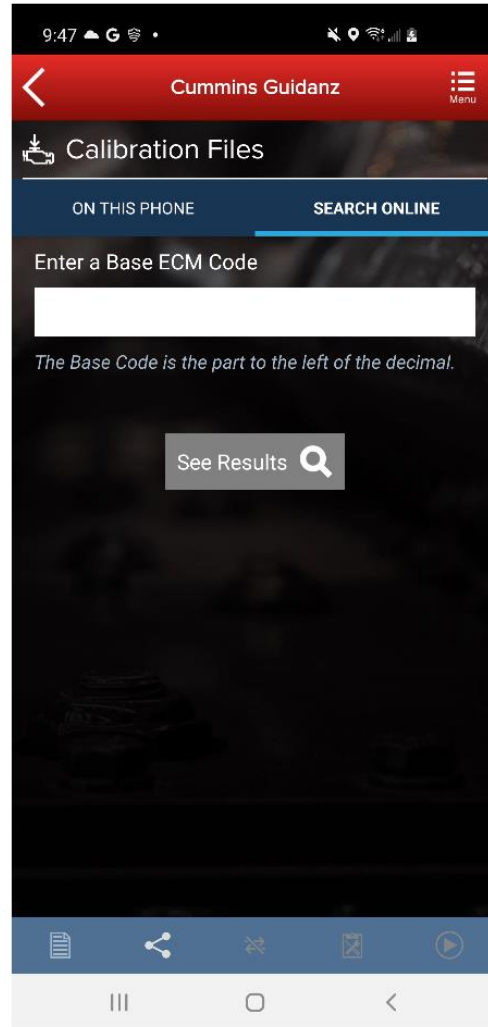 9:47
Cummins Guidanz
Menu
Calibration Files
ON THIS PHONE
SEARCH ONLINE
Enter a Base ECM Code
The Base Code is the part to the left of the decimal.
See Results